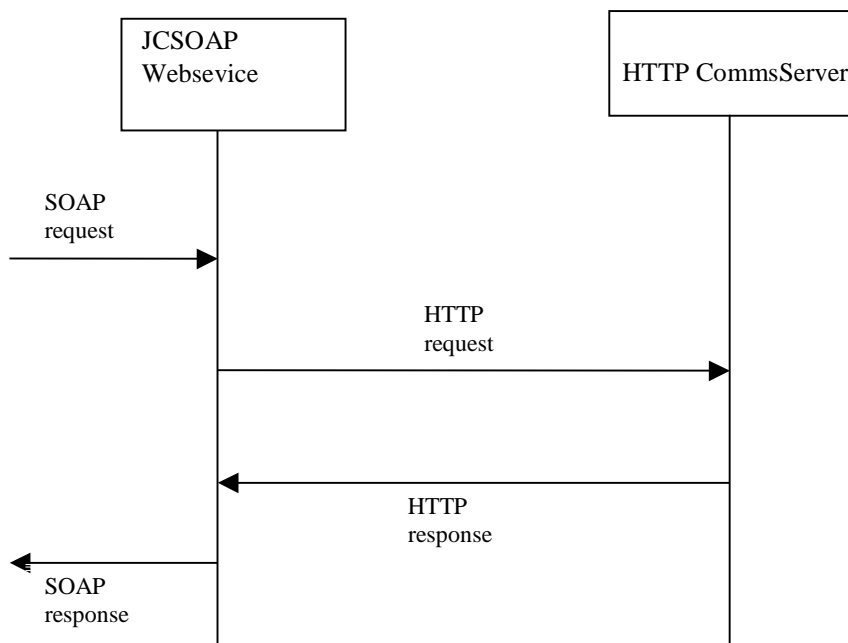 JCSOAP
Websevice
HTTP CommsServer
SOAP
request
HTTP
request
HTTP
response
SOAP
response